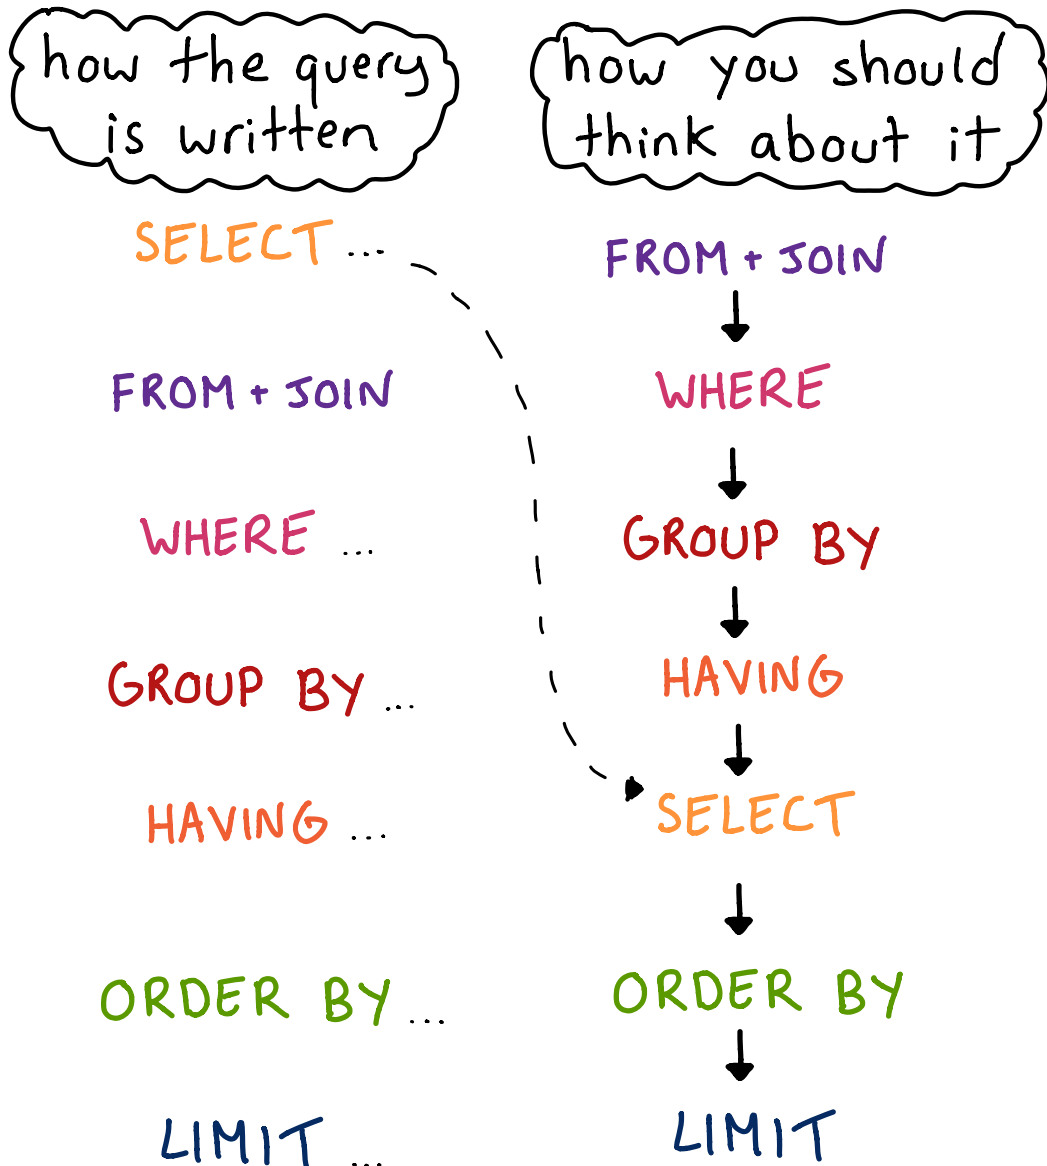 how the query
is written
SELECT ...
FROM + JOIN
WHERE ...
GROUP BY ...
HAVING ...
ORDER BY ...
LIMIT ...
how you should
think about it
FROM + JOIN
WHERE
GROUP BY
HAVING
SELECT
ORDER BY
LIMIT